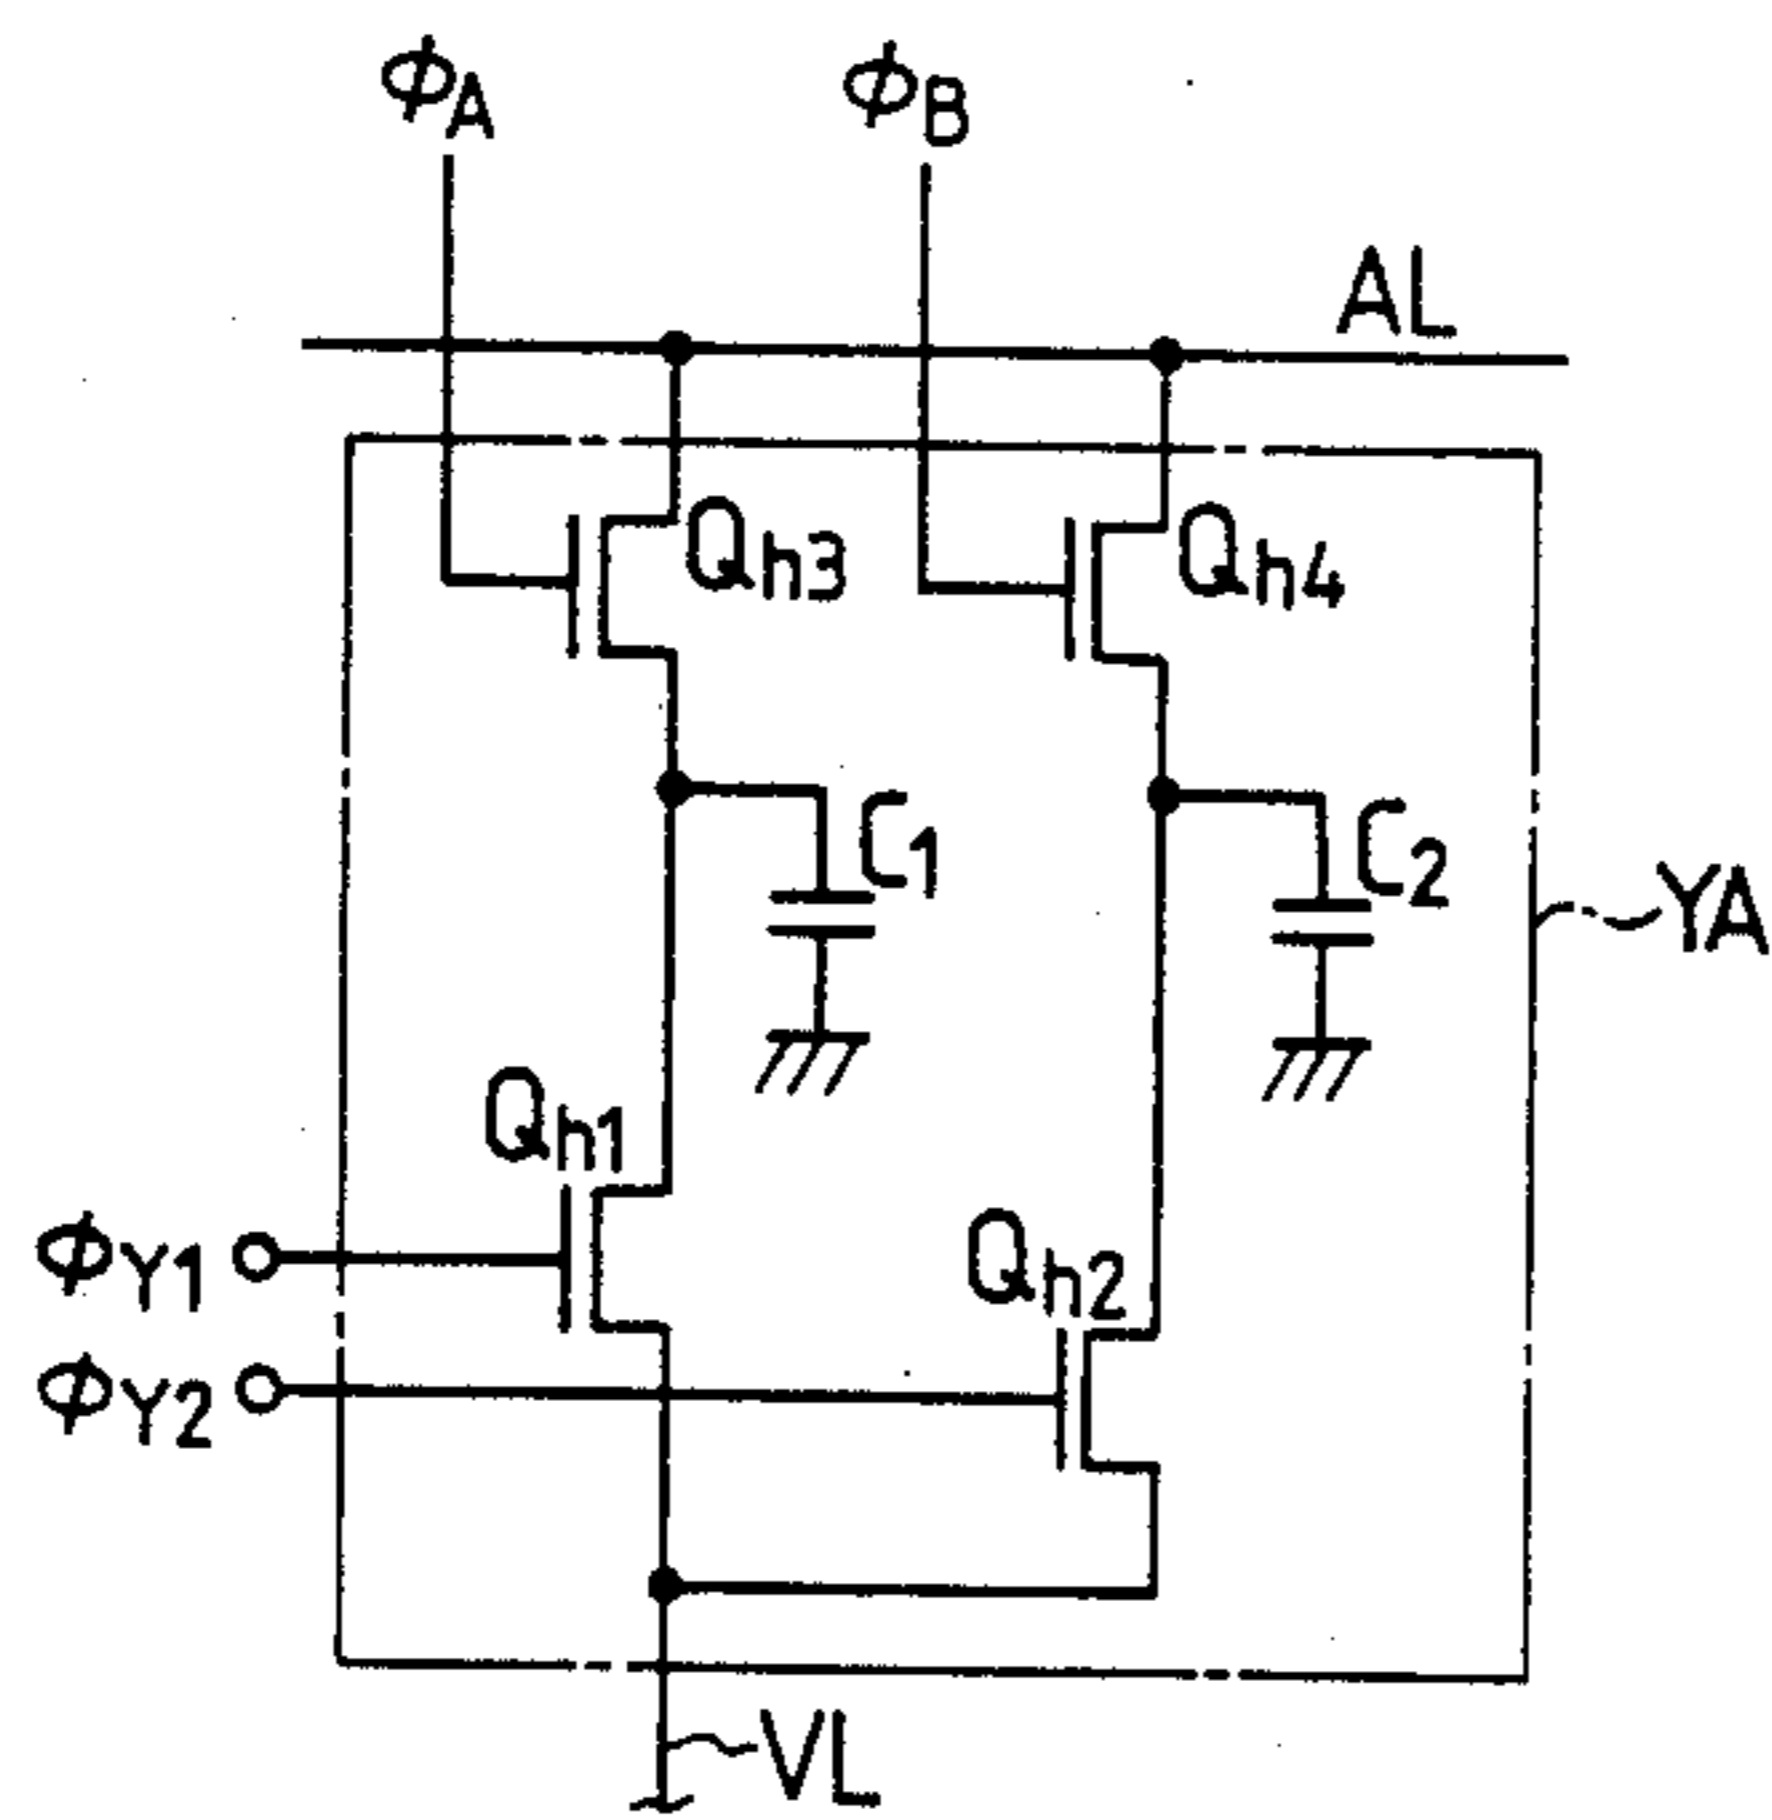 ϕA ϕB
AL
Qh3 Qh4
C1 C2
YA
Qh1
ϕY1 Qh2
ϕY2
VL